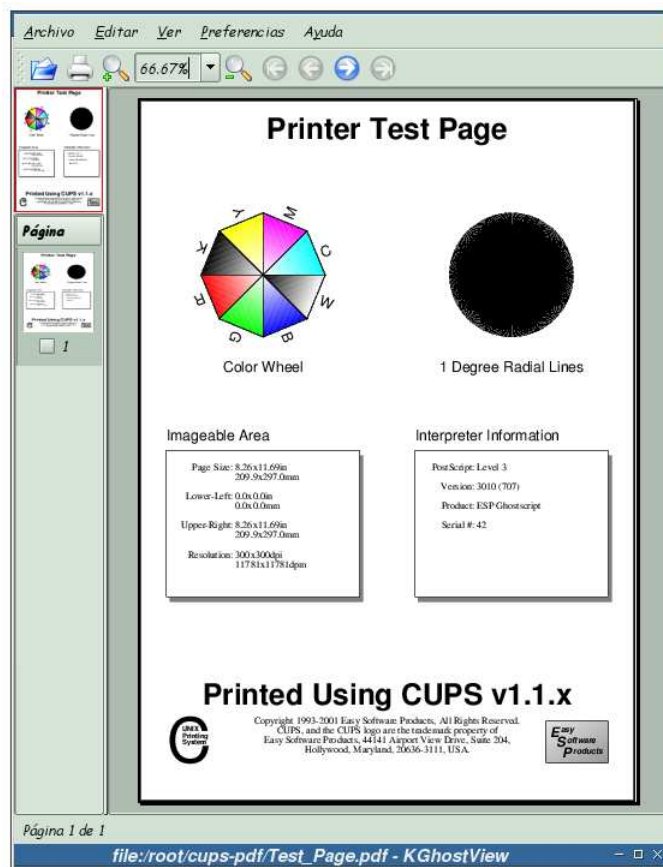 Archivo Editar Ver Preferencias Ayuda
66.67%
Printer Test Page
Página
1
Printer Test Page
Y M C W B G R K
Color Wheel
1 Degree Radial Lines
Imageable Area
Page Size: 8.26x11.69in
209.9x297.0mm
Lower-Left: 0.0x0.0in
0.0x0.0mm
Upper-Right: 8.26x11.69in
209.9x297.0mm
Resolution: 300x300dpi
11781x11781dpm
Interpreter Information
PostScript: Level 3
Version: 3010 (707)
Product: ESP Ghostscript
Serial #: 42
Printed Using CUPS v1.1.x
UNIX
Printing
System
Copyright 1993-2001 Easy Software Products, All Rights Reserved.
CUPS, and the CUPS logo are the trademark property of
Easy Software Products, 44141 Airport View Drive, Suite 204,
Hollywood, Maryland, 20636-3111, USA.
Easy
Software
Products
Página 1 de 1
file:/root/cups-pdf/Test_Page.pdf - KGhostView